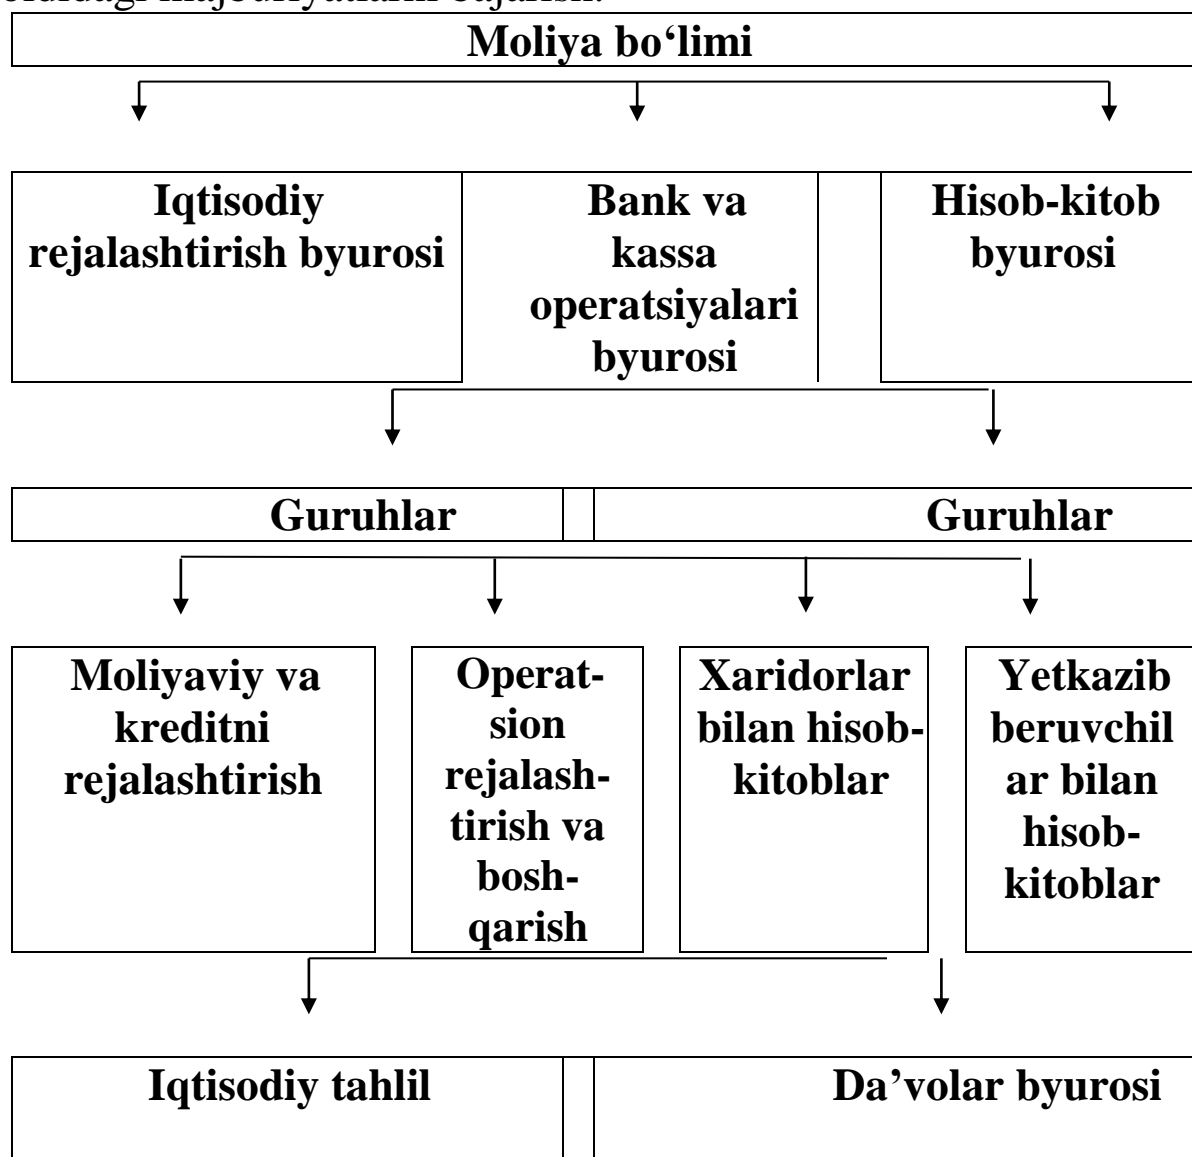 Moliya bo‘limi
Iqtisodiy
rejalashtirish byurosi
Bank va
kassa
operatsiyalari
byurosi
Hisob-kitob
byurosi
Guruhlar
Guruhlar
Moliyaviy va
kreditni
rejalashtirish
Operat-
sion
rejalash-
tirish va
bosh-
qarish
Xaridorlar
bilan hisob-
kitoblar
Yetkazib
beruvchil
ar bilan
hisob-
kitoblar
Iqtisodiy tahlil
Da’volar byurosi